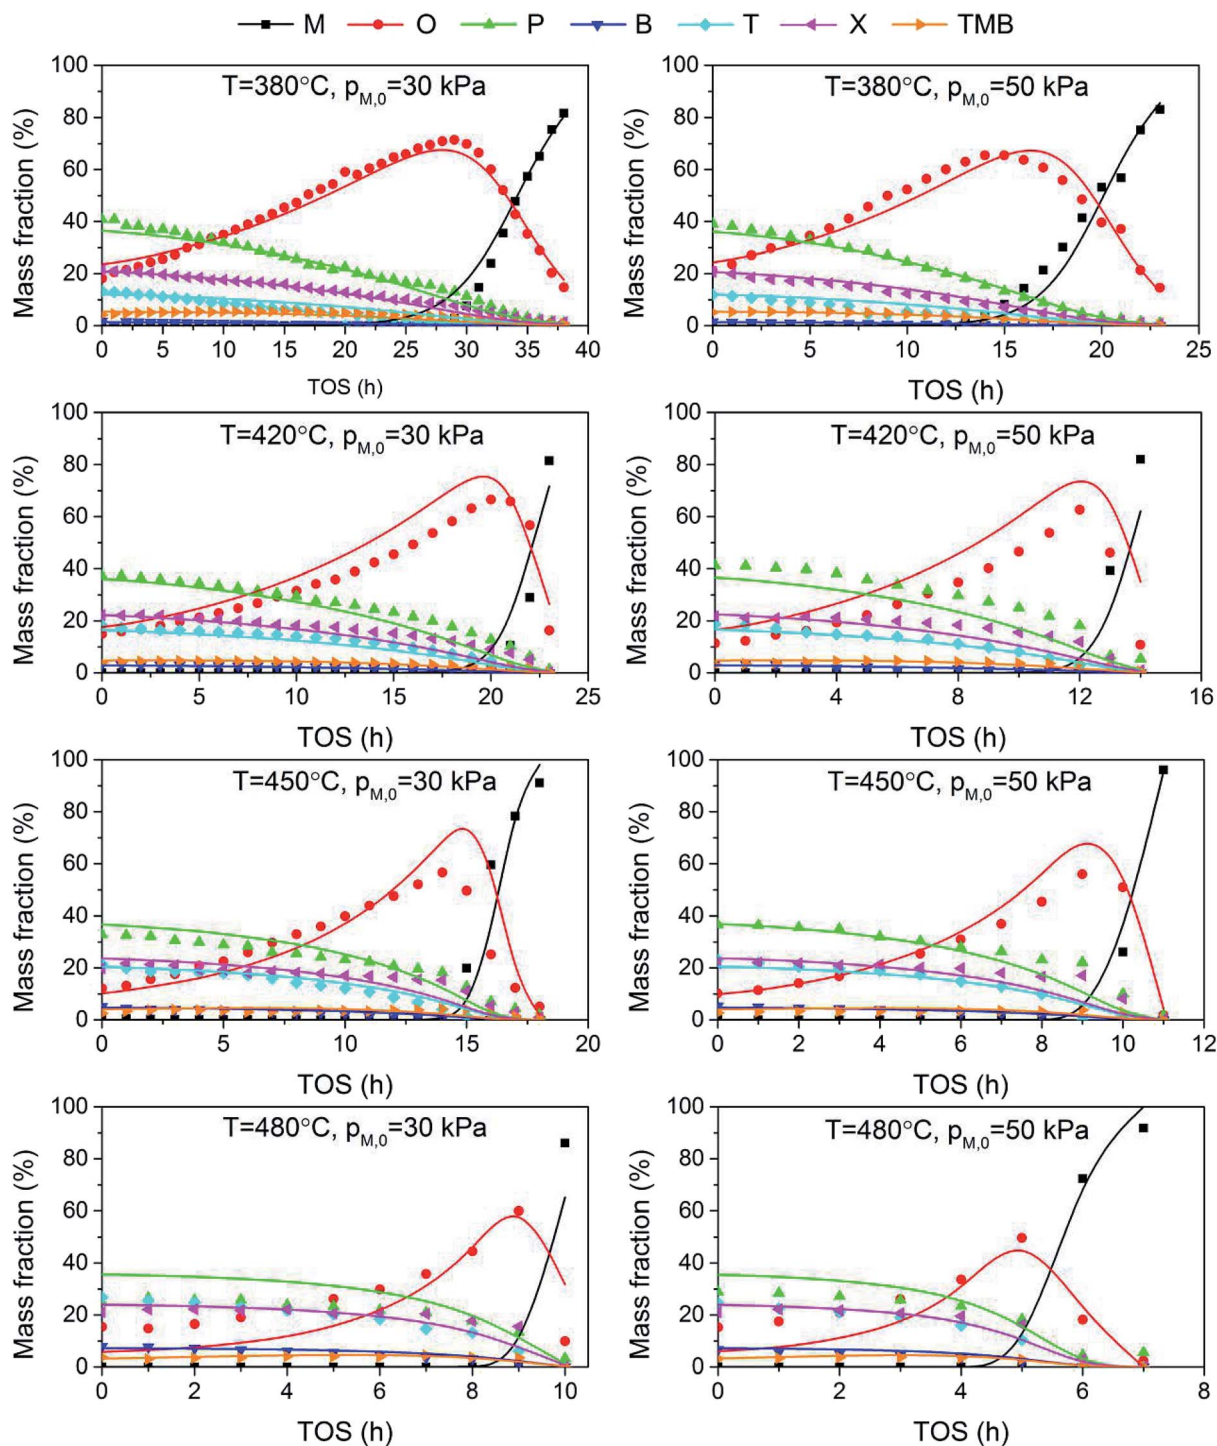 M O P B T X TMB
T=380°C, pM,0=30 kPa
Mass fraction (%)
100
80
60
40
20
0
0 5 10 15 20 25 30 35 40
TOS (h)
T=380°C, pM,0=50 kPa
Mass fraction (%)
100
80
60
40
20
0
0 5 10 15 20 25
TOS (h)
T=420°C, pM,0=30 kPa
Mass fraction (%)
100
80
60
40
20
0
0 5 10 15 20 25
TOS (h)
T=420°C, pM,0=50 kPa
Mass fraction (%)
100
80
60
40
20
0
0 4 8 12 16
TOS (h)
T=450°C, pM,0=30 kPa
Mass fraction (%)
100
80
60
40
20
0
0 5 10 15 20
TOS (h)
T=450°C, pM,0=50 kPa
Mass fraction (%)
100
80
60
40
20
0
0 2 4 6 8 10 12
TOS (h)
T=480°C, pM,0=30 kPa
Mass fraction (%)
100
80
60
40
20
0
0 2 4 6 8 10
TOS (h)
T=480°C, pM,0=50 kPa
Mass fraction (%)
100
80
60
40
20
0
0 2 4 6 8
TOS (h)